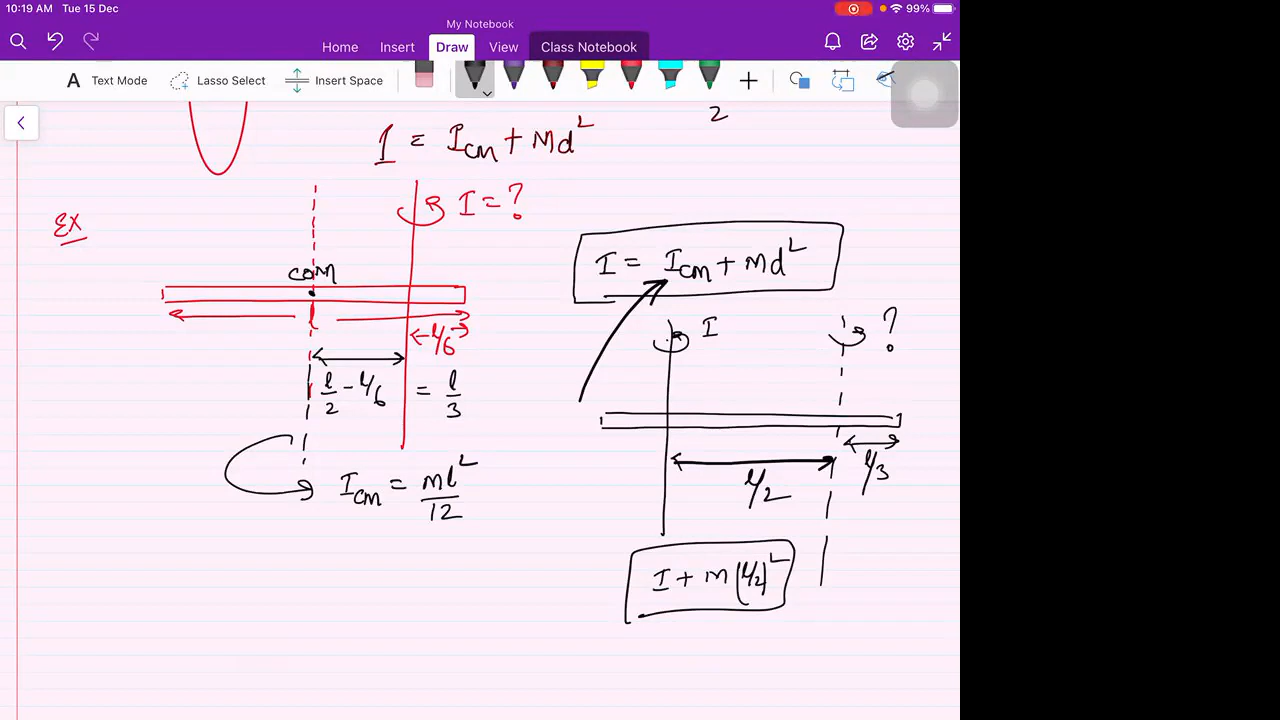 10:19 AM Tue 15 Dec
99%
My Notebook
Home Insert Draw View Class Notebook
A Text Mode Lasso Select Insert Space
2
I = Icm + Md²
Ex
I = ?
COM
l
l/6
l/2 - l/6 = l/3
Icm = ml²/12
I = Icm + Md²
I
?
l/3
l/2
I + m(l/2)²